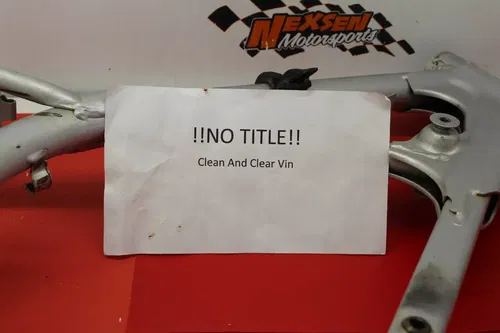 NEXSEN
Motorsports
!!NO TITLE!!
Clean And Clear Vin